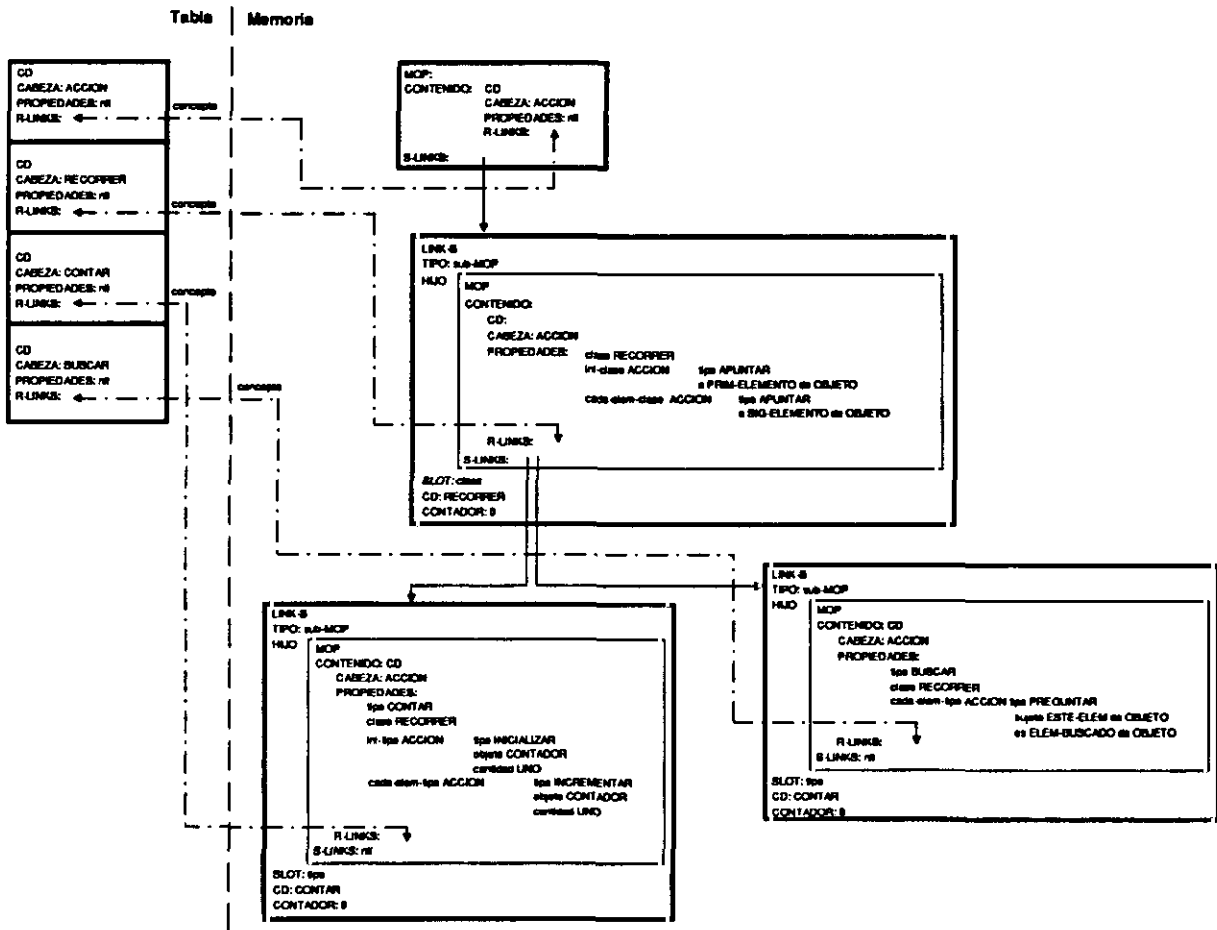 Tabla | Memoria
CD
CABEZA: ACCION
PROPIEDADES: nil
R-LINKS:
concepto
CD
CABEZA: RECORRER
PROPIEDADES: nil
R-LINKS:
concepto
CD
CABEZA: CONTAR
PROPIEDADES: nil
R-LINKS:
concepto
CD
CABEZA: BUSCAR
PROPIEDADES: nil
R-LINKS:
concepto
MOP:
CONTENIDO: CD
CABEZA: ACCION
PROPIEDADES: nil
R-LINKS:
S-LINKS:
LINK-S
TIPO: sub-MOP
HIJO
MOP
CONTENIDO:
CD:
CABEZA: ACCION
PROPIEDADES: clase RECORRER
int-clase ACCION tipo APUNTAR
a PRIM-ELEMENTO de OBJETO
cada-elem-clase ACCION tipo APUNTAR
a SIG-ELEMENTO de OBJETO
R-LINKS:
S-LINKS:
SLOT: clase
CD: RECORRER
CONTADOR: 0
LINK-S
TIPO: sub-MOP
HIJO
MOP
CONTENIDO: CD
CABEZA: ACCION
PROPIEDADES:
tipo CONTAR
clase RECORRER
int-tipo ACCION tipo INICIALIZAR
objeto CONTADOR
cantidad UNO
cada-elem-tipo ACCION tipo INCREMENTAR
objeto CONTADOR
cantidad UNO
R-LINKS:
S-LINKS: nil
SLOT: tipo
CD: CONTAR
CONTADOR: 0
LINK-S
TIPO: sub-MOP
HIJO
MOP
CONTENIDO: CD
CABEZA: ACCION
PROPIEDADES:
tipo BUSCAR
clase RECORRER
cada-elem-tipo ACCION tipo PREGUNTAR
sujeto ESTE-ELEM de OBJETO
es ELEM-BUSCADO de OBJETO
R-LINKS:
S-LINKS: nil
SLOT: tipo
CD: CONTAR
CONTADOR: 0